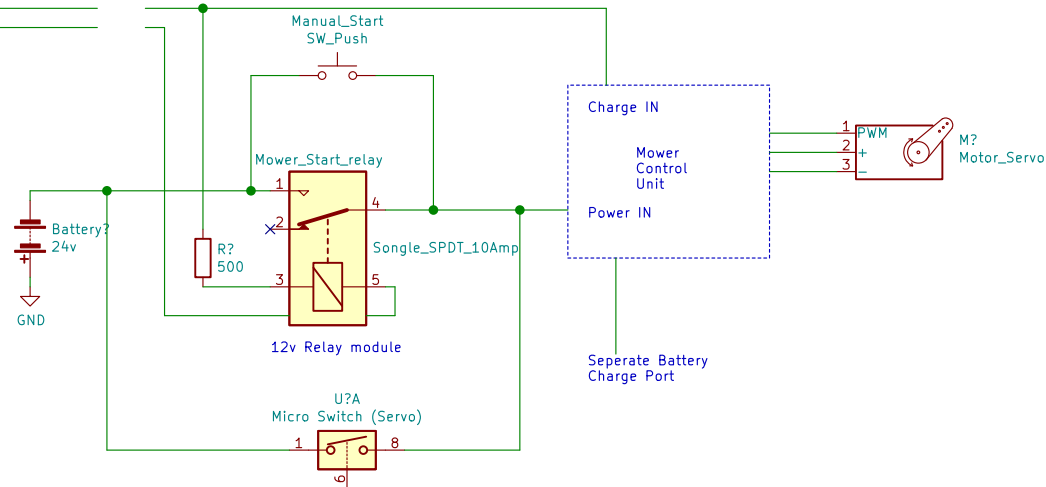 Manual_Start
SW_Push
Charge IN
Mower
Control
Unit
Power IN
1
2
3
PWM
+
−
M?
Motor_Servo
Mower_Start_relay
1
2
3
4
5
Songle_SPDT_10Amp
Battery?
24v
+
GND
R?
500
12v Relay module
Seperate Battery
Charge Port
U?A
Micro Switch (Servo)
1
8
6